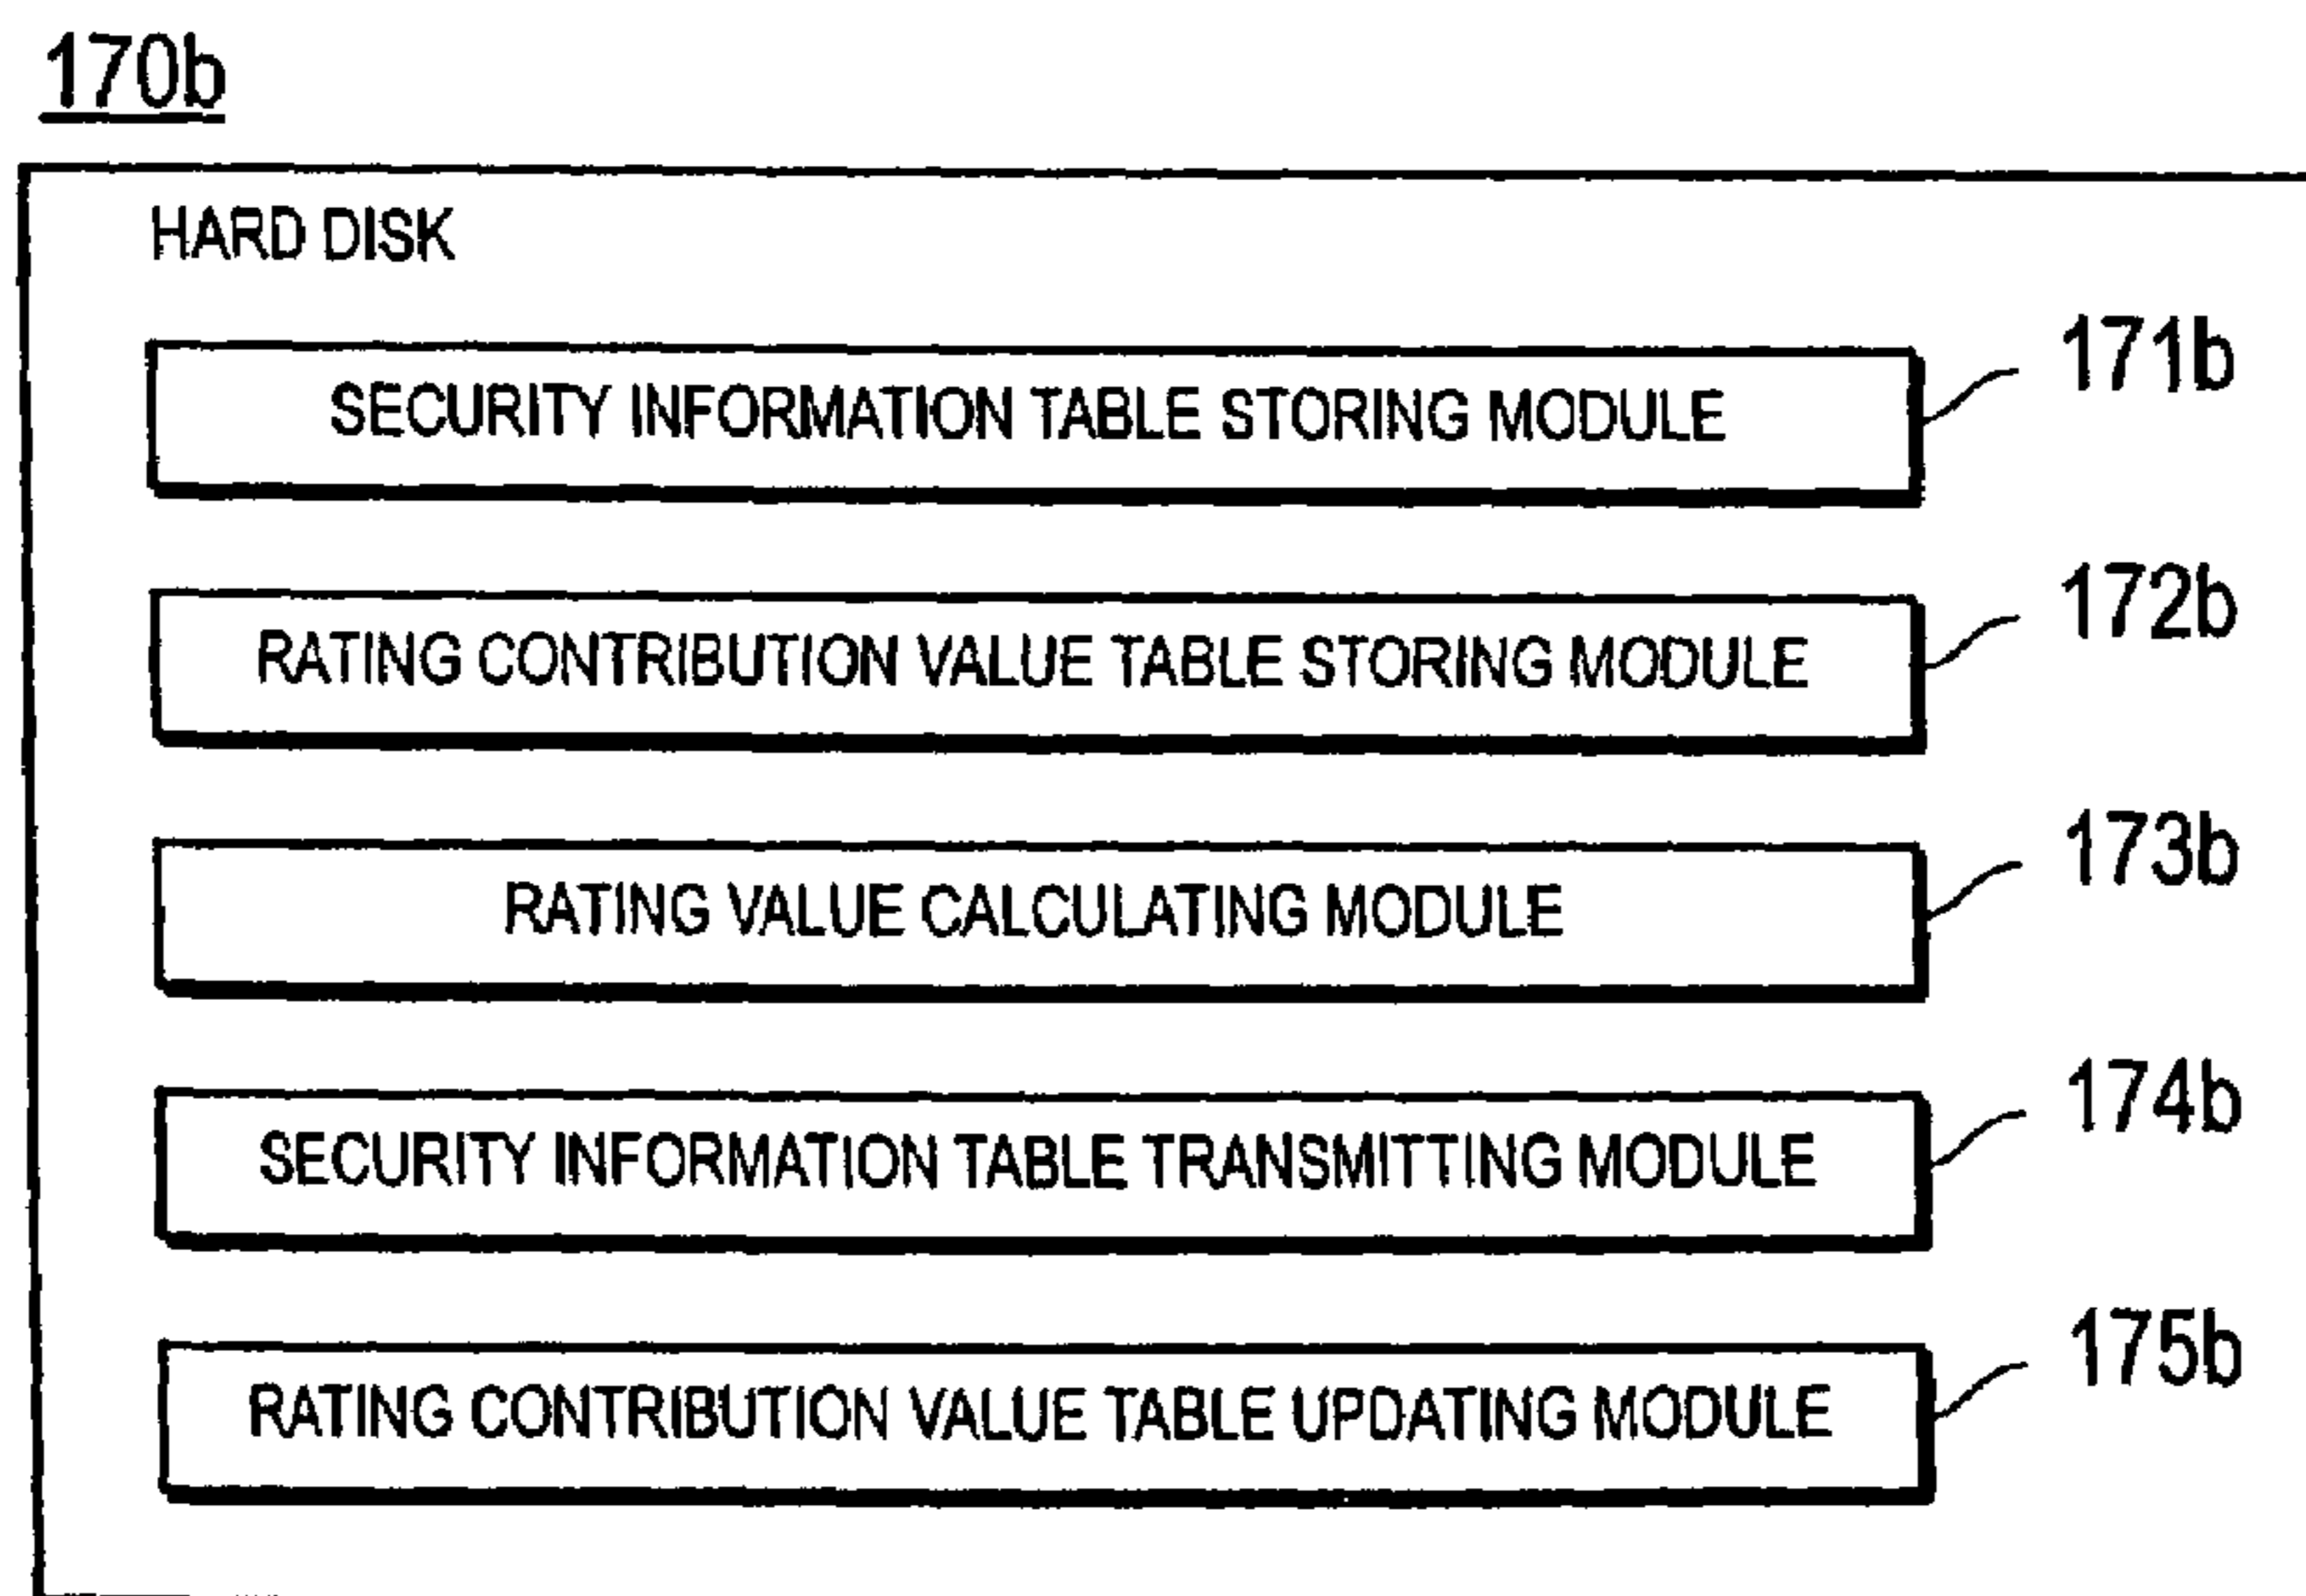 170b
HARD DISK
SECURITY INFORMATION TABLE STORING MODULE 171b
RATING CONTRIBUTION VALUE TABLE STORING MODULE 172b
RATING VALUE CALCULATING MODULE 173b
SECURITY INFORMATION TABLE TRANSMITTING MODULE 174b
RATING CONTRIBUTION VALUE TABLE UPDATING MODULE 175b